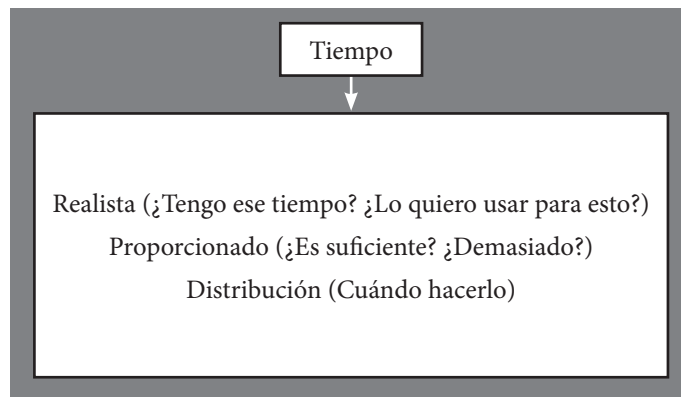 Tiempo
Realista (¿Tengo ese tiempo? ¿Lo quiero usar para esto?)
Proporcionado (¿Es suficiente? ¿Demasiado?)
Distribución (Cuándo hacerlo)